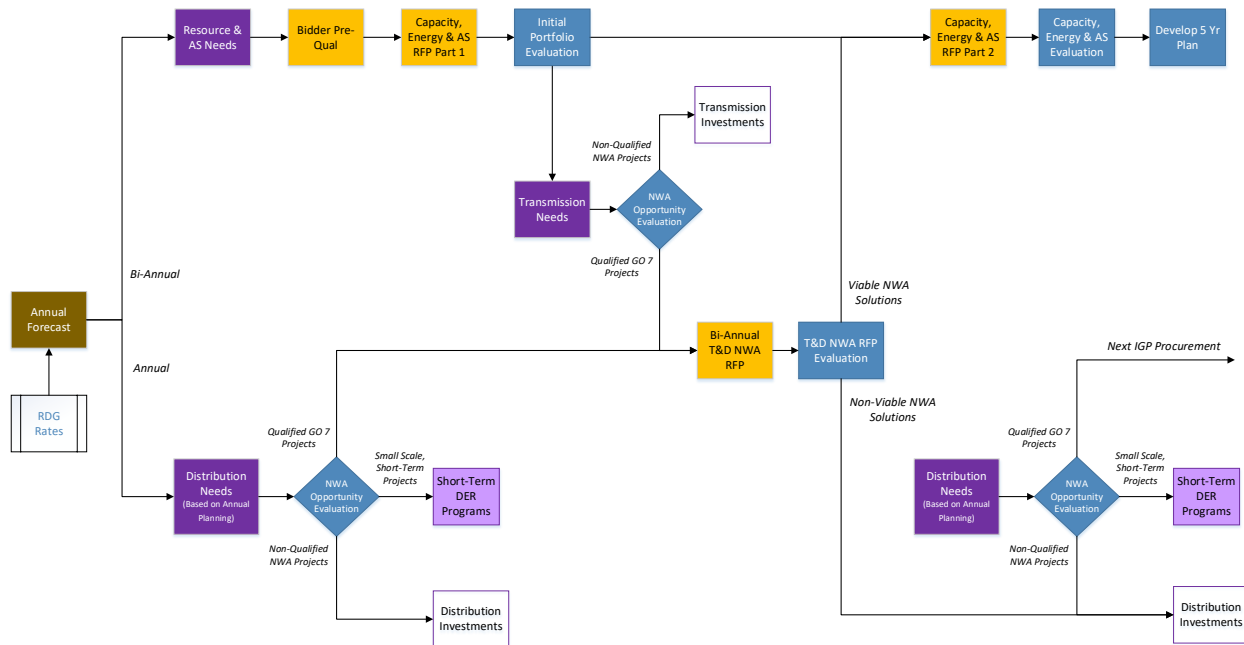 Resource &
AS Needs
Bidder Pre-
Qual
Capacity,
Energy & AS
RFP Part 1
Initial
Portfolio
Evaluation
Capacity,
Energy & AS
RFP Part 2
Capacity,
Energy & AS
Evaluation
Develop 5 Yr
Plan
Transmission
Investments
Non-Qualified
NWA Projects
Transmission
Needs
NWA
Opportunity
Evaluation
Qualified GO 7
Projects
Bi-Annual
Viable NWA
Solutions
Annual
Forecast
Bi-Annual
T&D NWA
RFP
T&D NWA RFP
Evaluation
Next IGP Procurement
Annual
Non-Viable NWA
Solutions
RDG
Rates
Qualified GO 7
Projects
Small Scale,
Short-Term
Projects
Distribution
Needs
(Based on Annual
Planning)
NWA
Opportunity
Evaluation
Short-Term
DER
Programs
Non-Qualified
NWA Projects
Distribution
Investments
Qualified GO 7
Projects
Small Scale,
Short-Term
Projects
Distribution
Needs
(Based on Annual
Planning)
NWA
Opportunity
Evaluation
Short-Term
DER
Programs
Non-Qualified
NWA Projects
Distribution
Investments